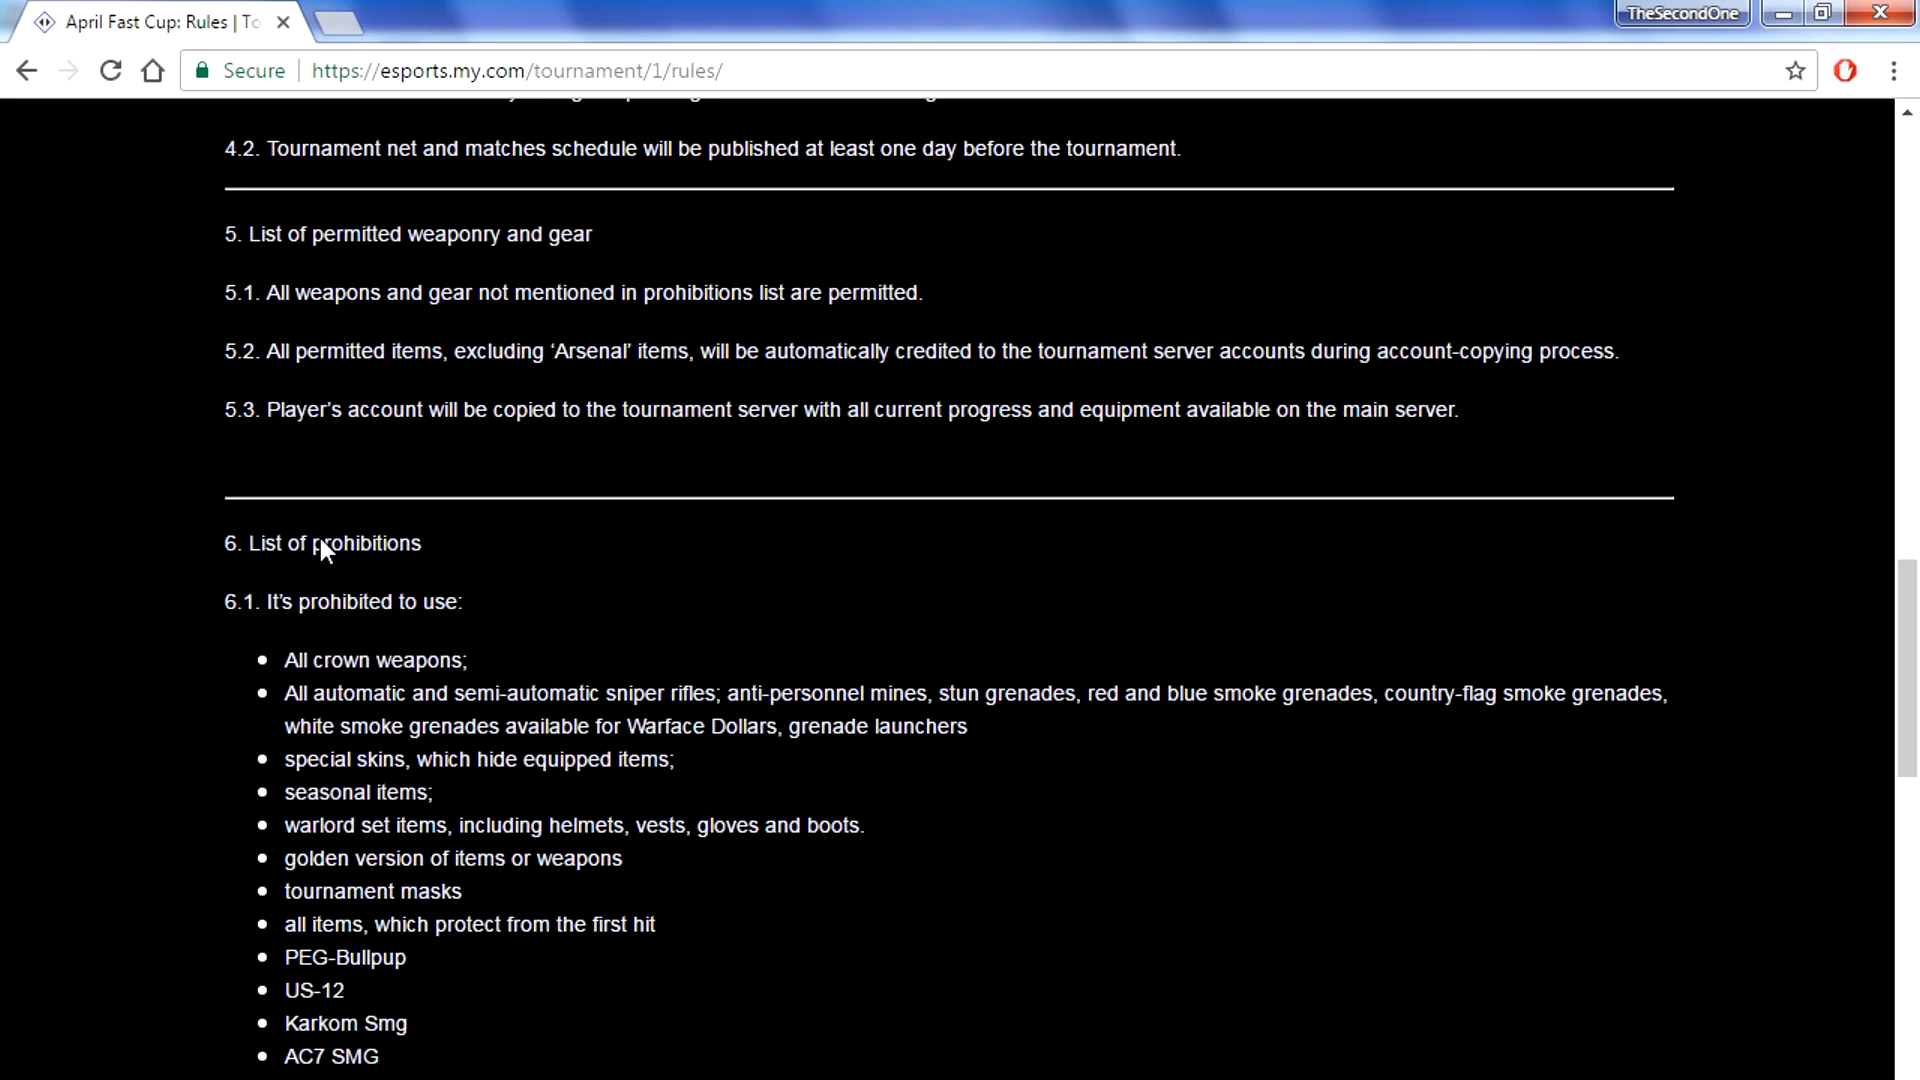 April Fast Cup: Rules | To
TheSecondOne
Secure
https://esports.my.com/tournament/1/rules/
4.2. Tournament net and matches schedule will be published at least one day before the tournament.
5. List of permitted weaponry and gear
5.1. All weapons and gear not mentioned in prohibitions list are permitted.
5.2. All permitted items, excluding ‘Arsenal’ items, will be automatically credited to the tournament server accounts during account-copying process.
5.3. Player’s account will be copied to the tournament server with all current progress and equipment available on the main server.
6. List of prohibitions
6.1. It’s prohibited to use:
All crown weapons;
All automatic and semi-automatic sniper rifles; anti-personnel mines, stun grenades, red and blue smoke grenades, country-flag smoke grenades,
white smoke grenades available for Warface Dollars, grenade launchers
special skins, which hide equipped items;
seasonal items;
warlord set items, including helmets, vests, gloves and boots.
golden version of items or weapons
tournament masks
all items, which protect from the first hit
PEG-Bullpup
US-12
Karkom Smg
AC7 SMG